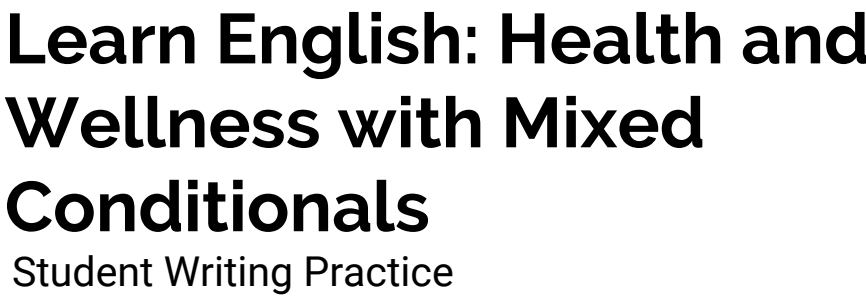 Learn English: Health and
Wellness with Mixed
Conditionals
Student Writing Practice